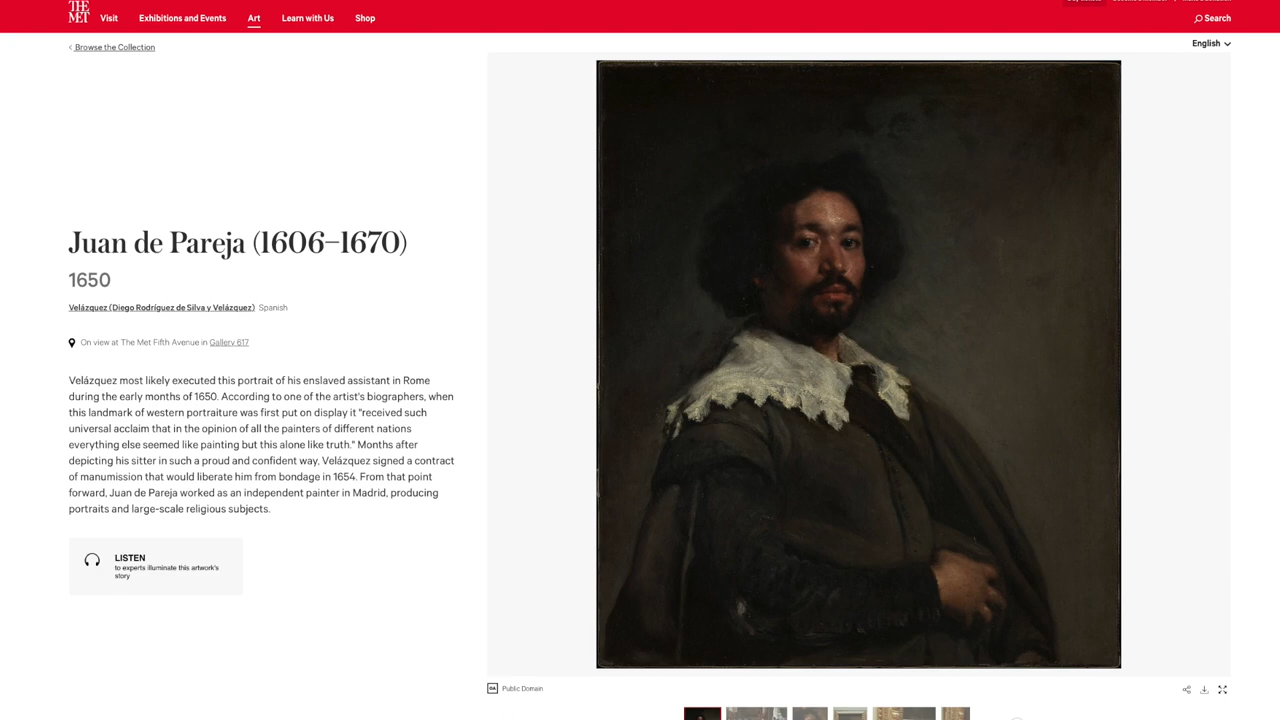 THE
MET
Visit
Exhibitions and Events
Art
Learn with Us
Shop
Search
Browse the Collection
English
Juan de Pareja (1606–1670)
1650
Velázquez (Diego Rodríguez de Silva y Velázquez) Spanish
On view at The Met Fifth Avenue in Gallery 617
Velázquez most likely executed this portrait of his enslaved assistant in Rome
during the early months of 1650. According to one of the artist's biographers, when
this landmark of western portraiture was first put on display it "received such
universal acclaim that in the opinion of all the painters of different nations
everything else seemed like painting but this alone like truth." Months after
depicting his sitter in such a proud and confident way, Velázquez signed a contract
of manumission that would liberate him from bondage in 1654. From that point
forward, Juan de Pareja worked as an independent painter in Madrid, producing
portraits and large-scale religious subjects.
LISTEN
to experts illuminate this artwork's
story
OA Public Domain